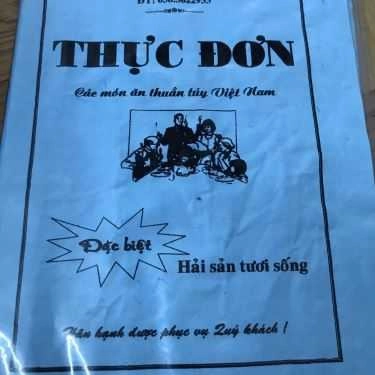 THỰC ĐƠN
Các món ăn thuần túy Việt Nam
Đặc biệt
Hải sản tươi sống
hạnh được phục vụ Quý khách !